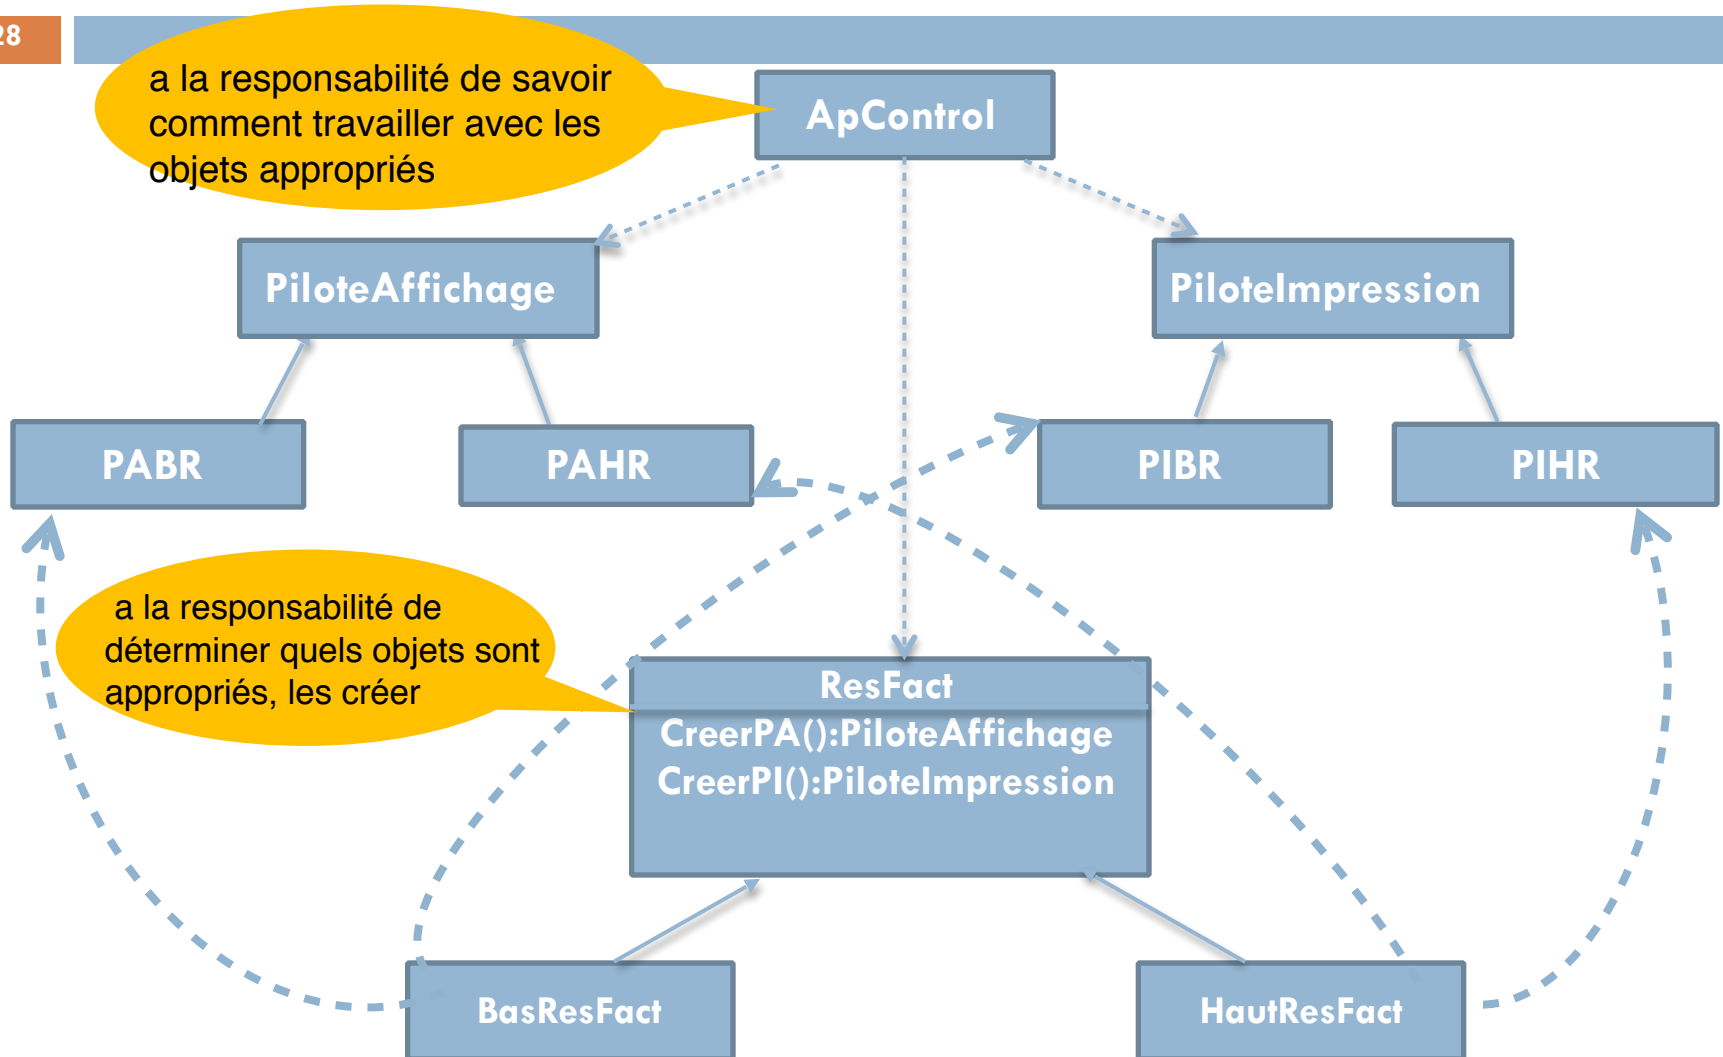 28
a la responsabilité de savoir
comment travailler avec les
objets appropriés
ApControl
PiloteAffichage
PiloteImpression
PABR
PAHR
PIBR
PIHR
a la responsabilité de
déterminer quels objets sont
appropriés, les créer
ResFact
CreerPA():PiloteAffichage
CreerPI():PiloteImpression
BasResFact
HautResFact